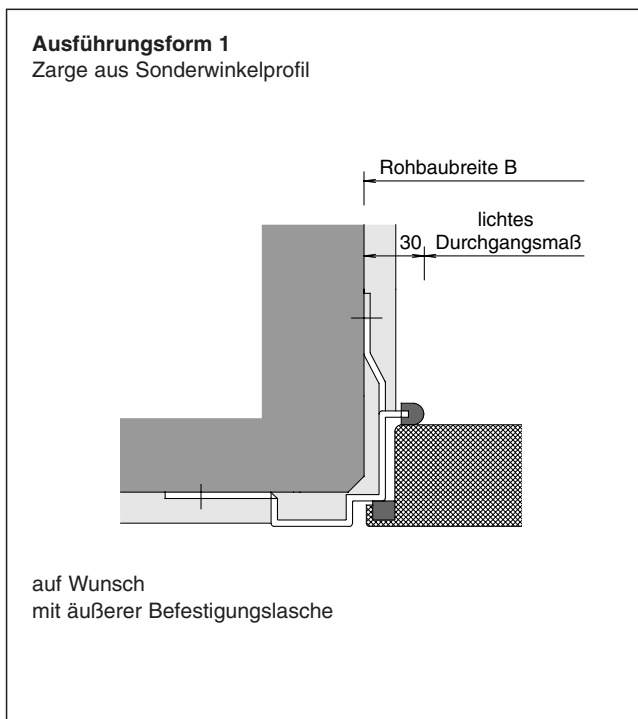 Ausführungsform 1
Zarge aus Sonderwinkelprofil
Rohbaubreite B
lichtes
30 Durchgangsmaß
auf Wunsch
mit äußerer Befestigungslasche